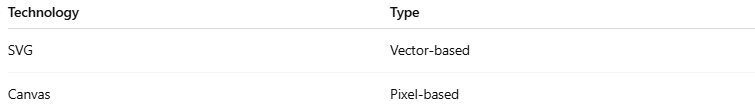 Technology Type
SVG Vector-based
Canvas Pixel-based